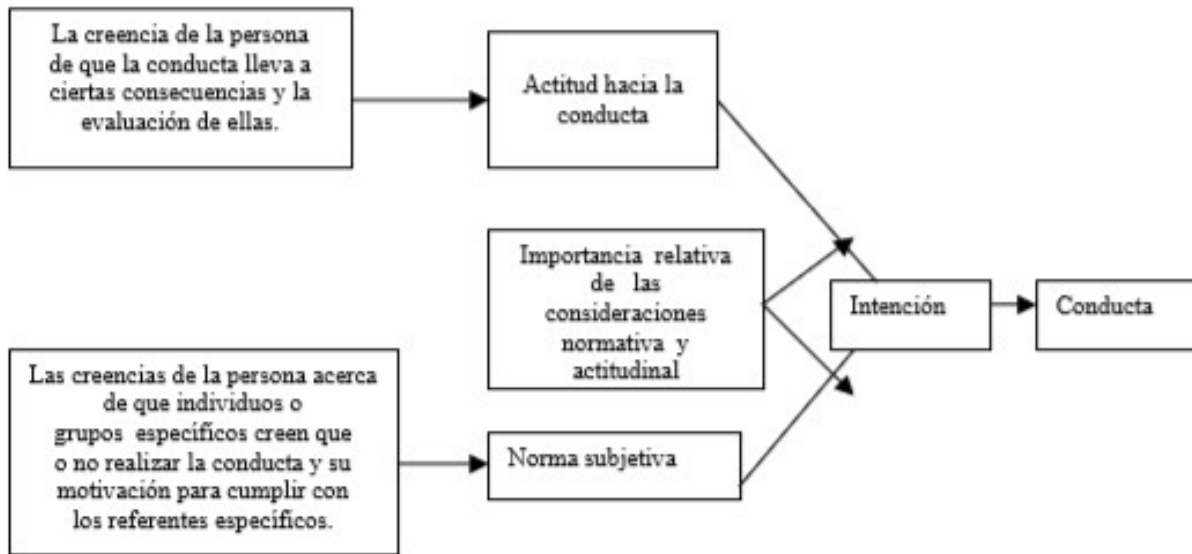 La creencia de la persona
de que la conducta lleva a
ciertas consecuencias y la
evaluación de ellas.
Actitud hacia la
conducta
Importancia relativa
de las
consideraciones
normativa y
actitudinal
Intención
Conducta
Las creencias de la persona acerca
de que individuos o
grupos específicos creen que
o no realizar la conducta y su
motivación para cumplir con
los referentes específicos.
Norma subjetiva